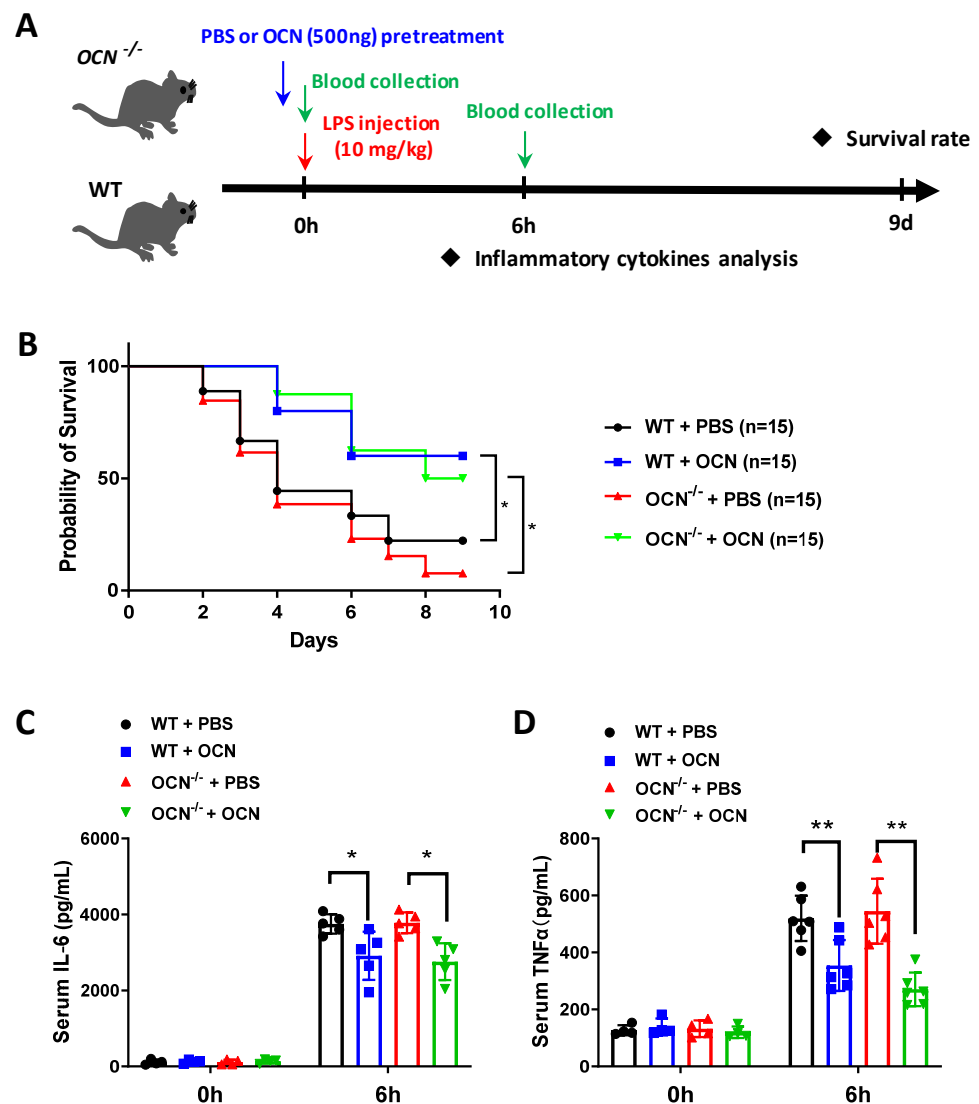 A
OCN -/-
PBS or OCN (500ng) pretreatment
Blood collection
LPS injection
(10 mg/kg)
Blood collection
◆ Survival rate
WT
0h
6h
9d
◆ Inflammatory cytokines analysis
B
Probability of Survival
100
50
0
0 2 4 6 8 10
Days
*
*
WT + PBS (n=15)
WT + OCN (n=15)
OCN-/- + PBS (n=15)
OCN-/- + OCN (n=15)
C
WT + PBS
WT + OCN
OCN-/- + PBS
OCN-/- + OCN
Serum IL-6 (pg/mL)
6000
4000
2000
0
* *
0h 6h
D
WT + PBS
WT + OCN
OCN-/- + PBS
OCN-/- + OCN
Serum TNFα(pg/mL)
800
600
400
200
0
** **
0h 6h